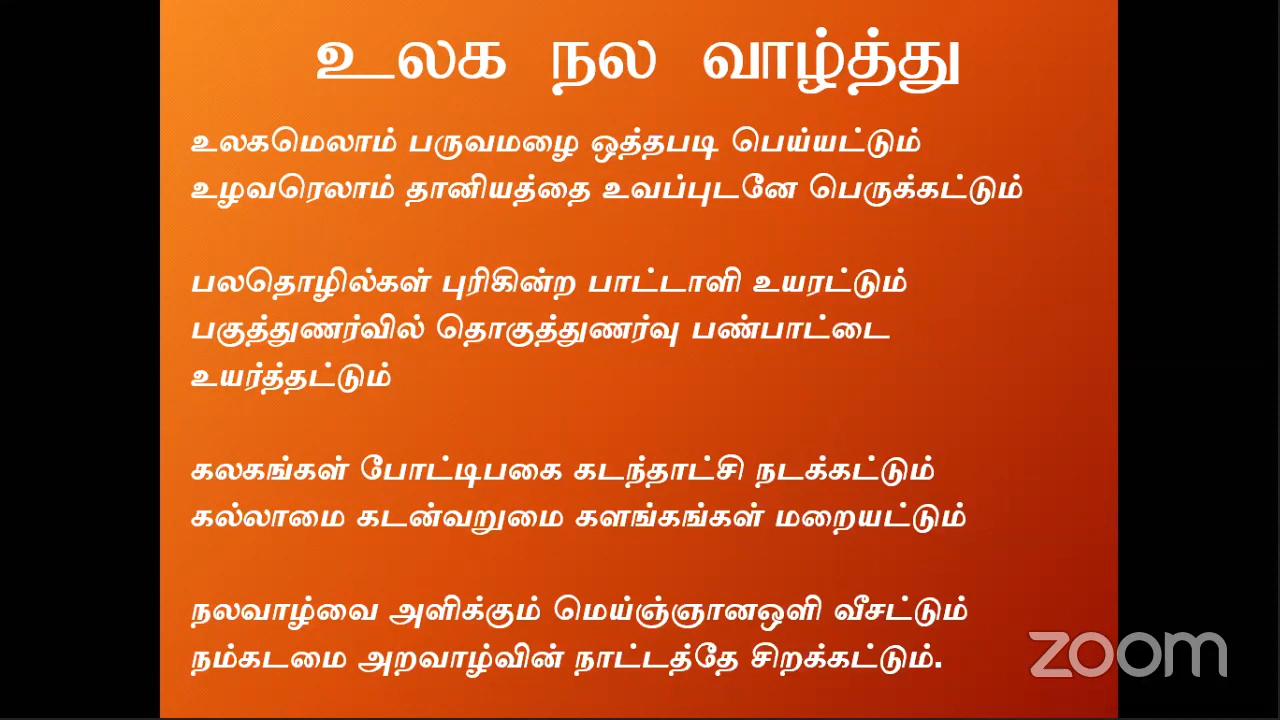 உலக நல வாழ்த்து
உலகமெலாம் பருவமழை ஒத்தபடி பெய்யட்டும்
உழவரெலாம் தானியத்தை உவப்புடனே பெருக்கட்டும்
பலதொழில்கள் புரிகின்ற பாட்டாளி உயரட்டும்
பகுத்துணர்வில் தொகுத்துணர்வு பண்பாட்டை
உயர்த்தட்டும்
கலகங்கள் போட்டிபகை கடந்தாட்சி நடக்கட்டும்
கல்லாமை கடன்வறுமை களங்கங்கள் மறையட்டும்
நலவாழ்வை அளிக்கும் மெய்ஞ்ஞானஒளி வீசட்டும்
நம்கடமை அறவாழ்வின் நாட்டத்தே சிறக்கட்டும்.
zoom